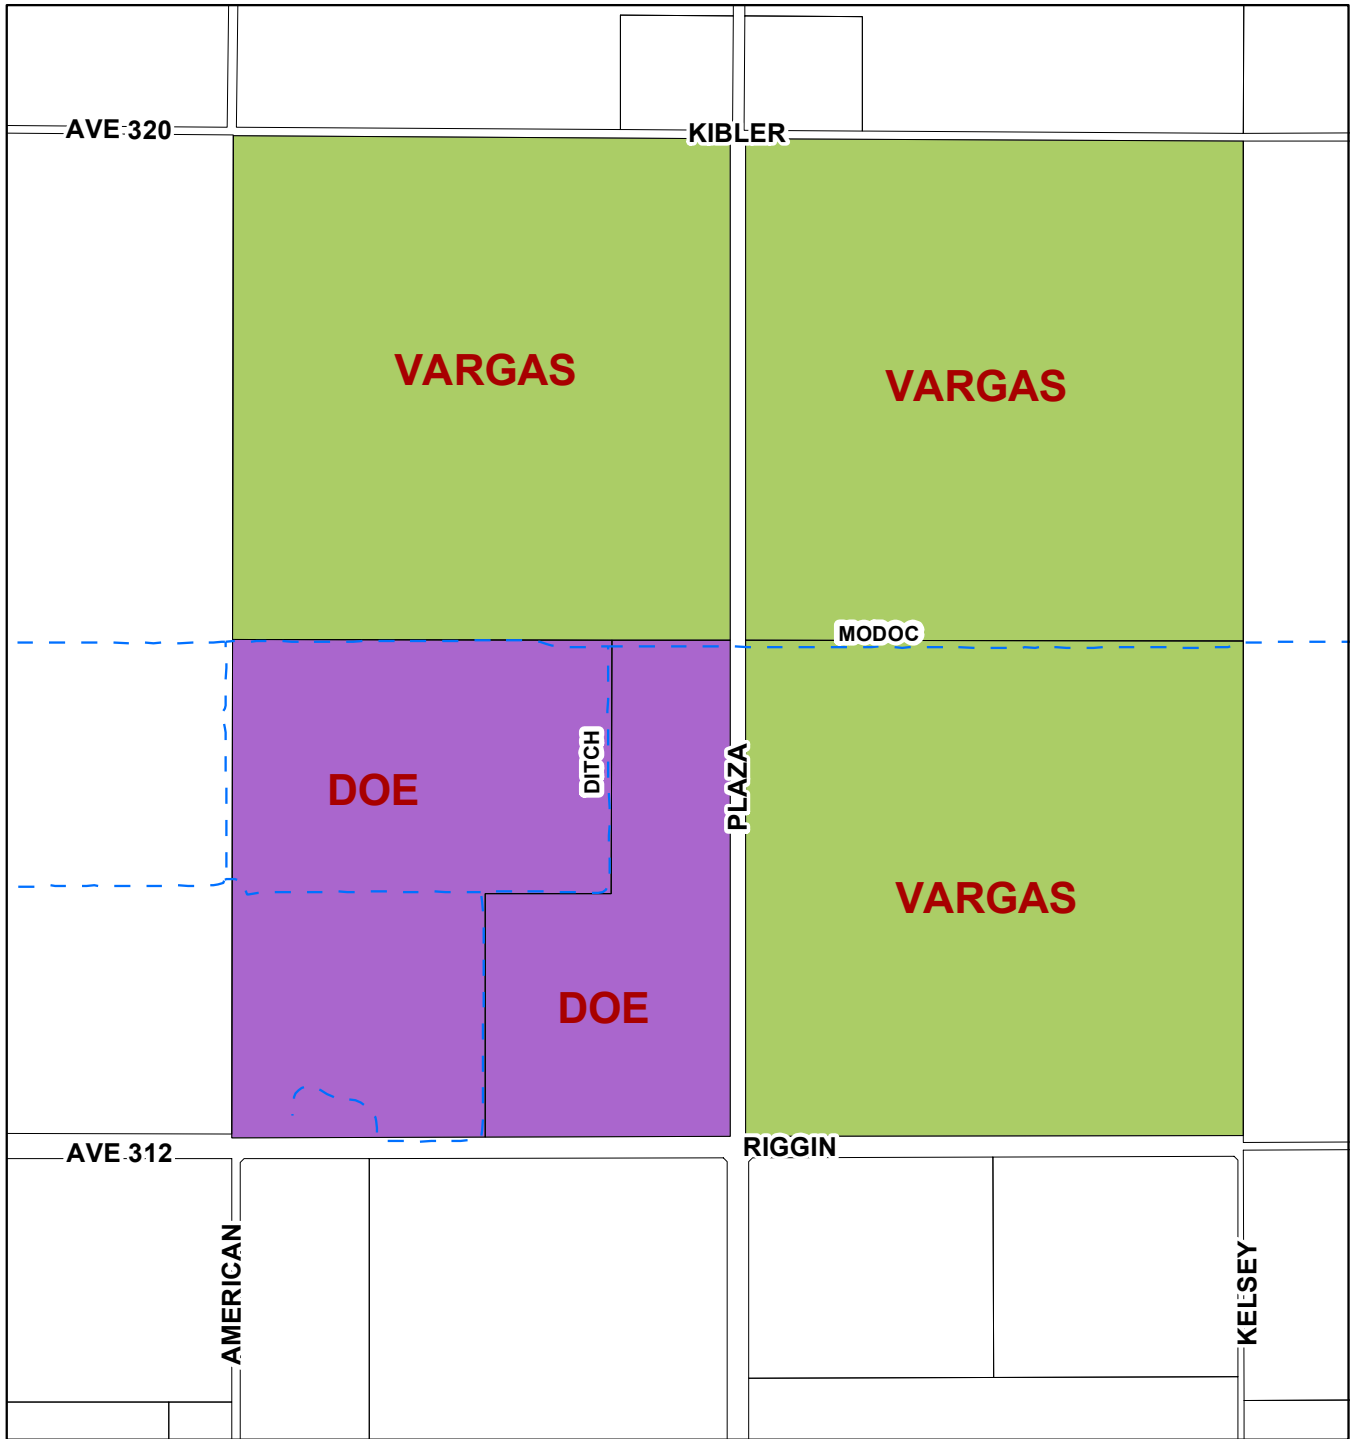 AVE 320
KIBLER
VARGAS
VARGAS
MODOC
DITCH
PLAZA
DOE
VARGAS
DOE
AVE 312
RIGGIN
AMERICAN
KELSEY